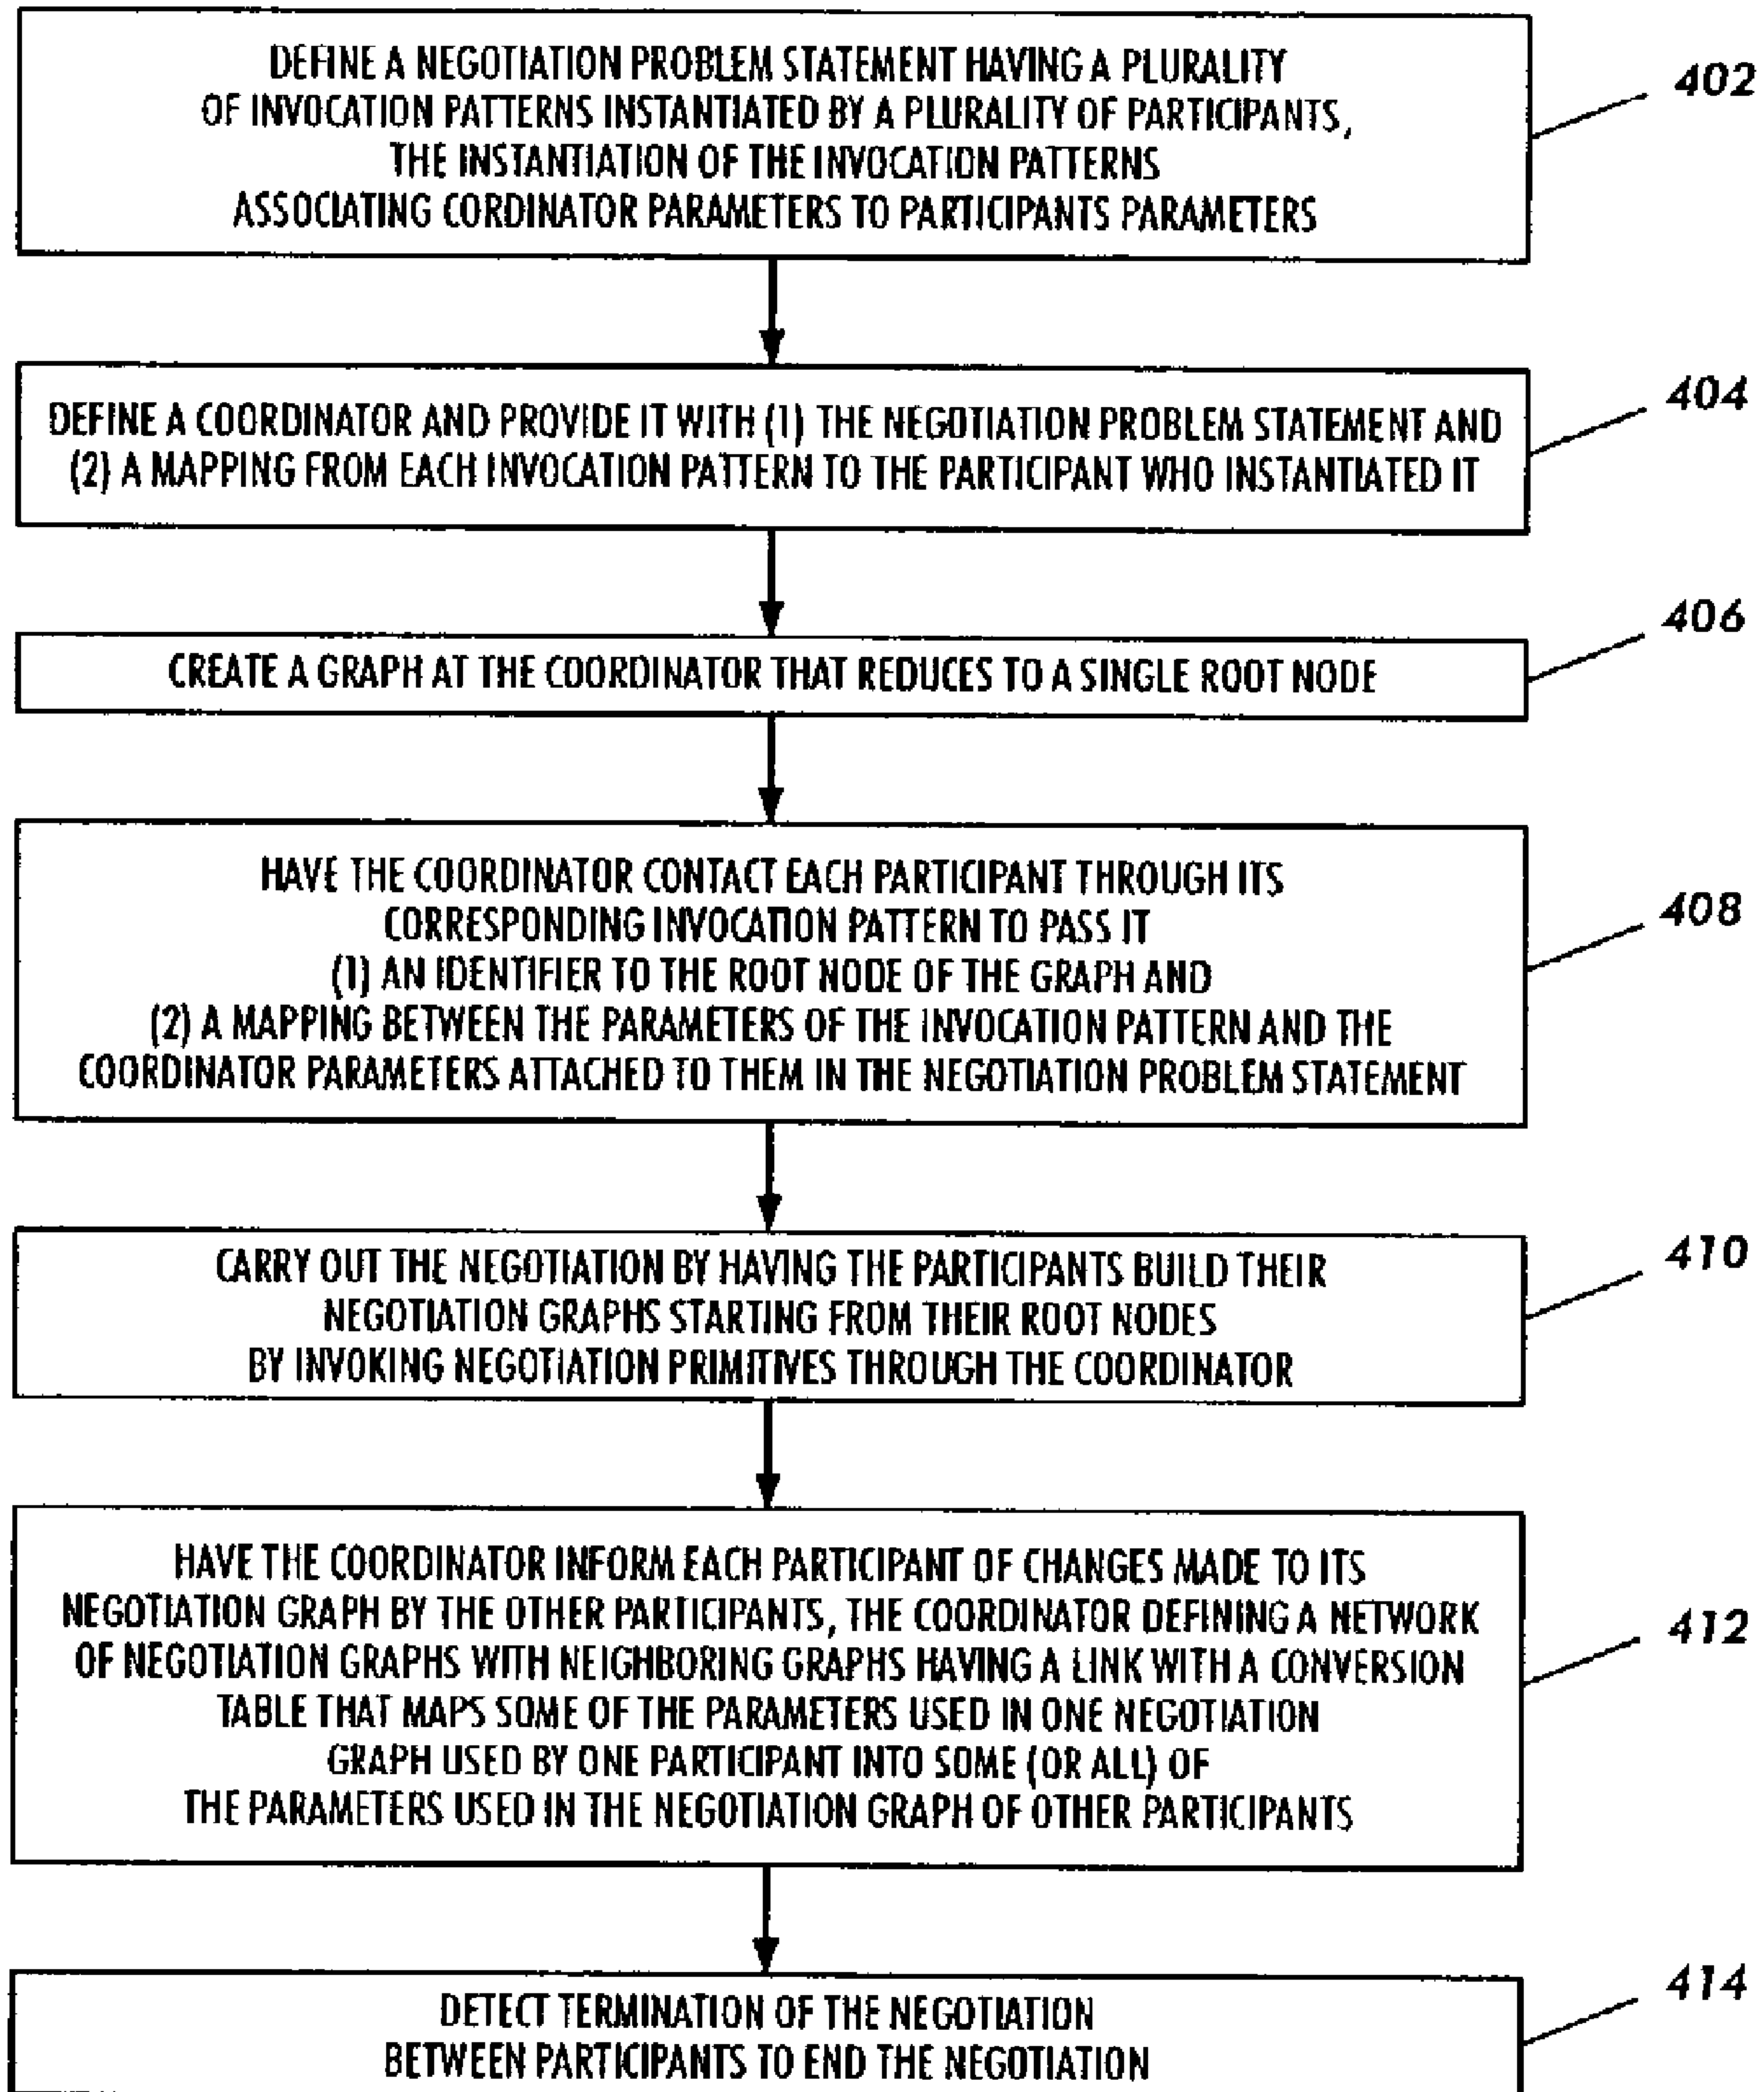 DEFINE A NEGOTIATION PROBLEM STATEMENT HAVING A PLURALITY
OF INVOCATION PATTERNS INSTANTIATED BY A PLURALITY OF PARTICIPANTS,
THE INSTANTIATION OF THE INVOCATION PATTERNS
ASSOCIATING CORDINATOR PARAMETERS TO PARTICIPANTS PARAMETERS
402
DEFINE A COORDINATOR AND PROVIDE IT WITH (1) THE NEGOTIATION PROBLEM STATEMENT AND
(2) A MAPPING FROM EACH INVOCATION PATTERN TO THE PARTICIPANT WHO INSTANTIATED IT
404
CREATE A GRAPH AT THE COORDINATOR THAT REDUCES TO A SINGLE ROOT NODE
406
HAVE THE COORDINATOR CONTACT EACH PARTICIPANT THROUGH ITS
CORRESPONDING INVOCATION PATTERN TO PASS IT
(1) AN IDENTIFIER TO THE ROOT NODE OF THE GRAPH AND
(2) A MAPPING BETWEEN THE PARAMETERS OF THE INVOCATION PATTERN AND THE
COORDINATOR PARAMETERS ATTACHED TO THEM IN THE NEGOTIATION PROBLEM STATEMENT
408
CARRY OUT THE NEGOTIATION BY HAVING THE PARTICIPANTS BUILD THEIR
NEGOTIATION GRAPHS STARTING FROM THEIR ROOT NODES
BY INVOKING NEGOTIATION PRIMITIVES THROUGH THE COORDINATOR
410
HAVE THE COORDINATOR INFORM EACH PARTICIPANT OF CHANGES MADE TO ITS
NEGOTIATION GRAPH BY THE OTHER PARTICIPANTS, THE COORDINATOR DEFINING A NETWORK
OF NEGOTIATION GRAPHS WITH NEIGHBORING GRAPHS HAVING A LINK WITH A CONVERSION
TABLE THAT MAPS SOME OF THE PARAMETERS USED IN ONE NEGOTIATION
GRAPH USED BY ONE PARTICIPANT INTO SOME (OR ALL) OF
THE PARAMETERS USED IN THE NEGOTIATION GRAPH OF OTHER PARTICIPANTS
412
DETECT TERMINATION OF THE NEGOTIATION
BETWEEN PARTICIPANTS TO END THE NEGOTIATION
414